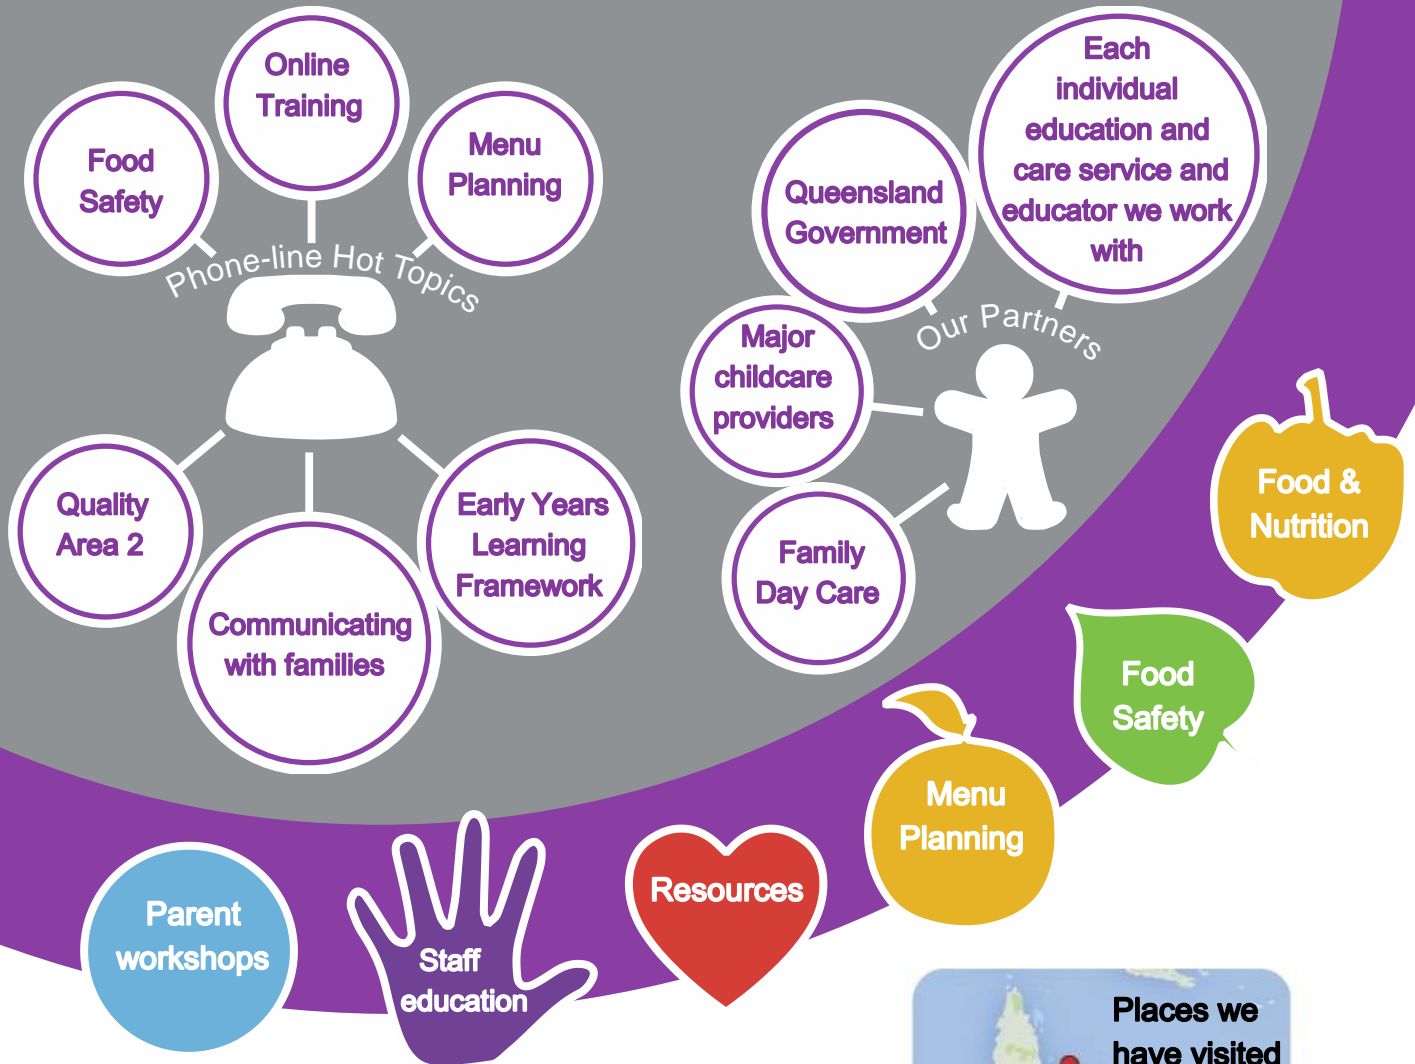 Online
Training
Food
Safety
Menu
Planning
Phone-line Hot Topics
Quality
Area 2
Communicating
with families
Early Years
Learning
Framework
Each
individual
education and
care service and
educator we work
with
Queensland
Government
Our Partners
Major
childcare
providers
Family
Day Care
Food &
Nutrition
Food
Safety
Menu
Planning
Resources
Staff
education
Parent
workshops
Places we
have visited